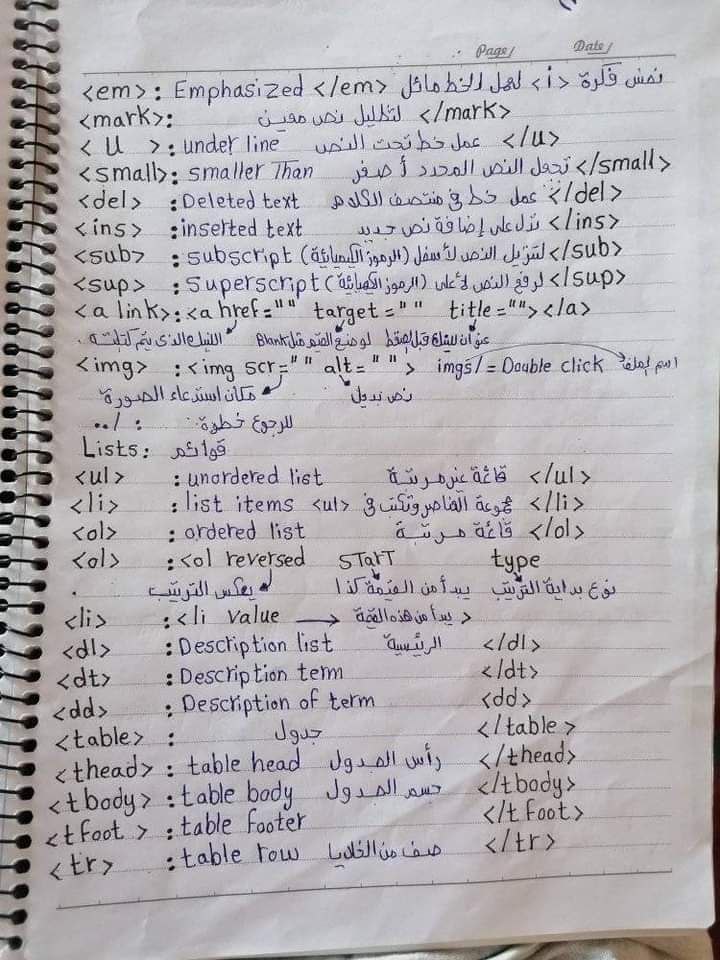 Page/ Date/
<em>: Emphasized </em> نفس فكرة <i> لعمل الخط مائل
<mark>: لتظليل نص معين </mark>
< U >: under line عمل خط تحت النص </u>
<small>: smaller Than تحول النص المحدد أصغر </small>
<del> : Deleted text عمل خط في منتصف الكلام </del>
<ins> : inserted text تدل على إضافة نص جديد </ins>
<sub> : subscript (الرموز الكيميائية) لتنزيل النص لأسفل </sub>
<sup> : superscript (الرموز الكيميائية) لرفع النص لأعلى </sup>
<a link>: <a href="" target="" title=""></a>
عنوان قبل الضغط لو وضع القيم مثل Blank الذى يتم
<img> : <img scr="" alt=" "> imgs/ = Double click اسم الملف
مكان استدعاء الصورة نص بديل
للرجوع خطوة : /..
Lists: قوائم
<ul> : unordered list قائمة غير مرتبة </ul>
<li> : list items <ul> مجموعة العناصر وتكتب في </li>
<ol> : ordered list قائمة مرتبة </ol>
<ol> : <ol reversed START type
يعكس الترتيب يبدأ من القيمة كذا نوع بداية الترتيب
<li> : <li value → يبدأ من هذه القيمة >
<dl> : Description list الرئيسية </dl>
<dt> : Description term </dt>
<dd> : Description of term <dd>
<table> : جدول </table>
<thead> : table head رأس الجدول </thead>
<tbody> : table body جسم الجدول </tbody>
<tfoot > : table footer </tfoot>
<tr> : table row صف من الخلايا </tr>